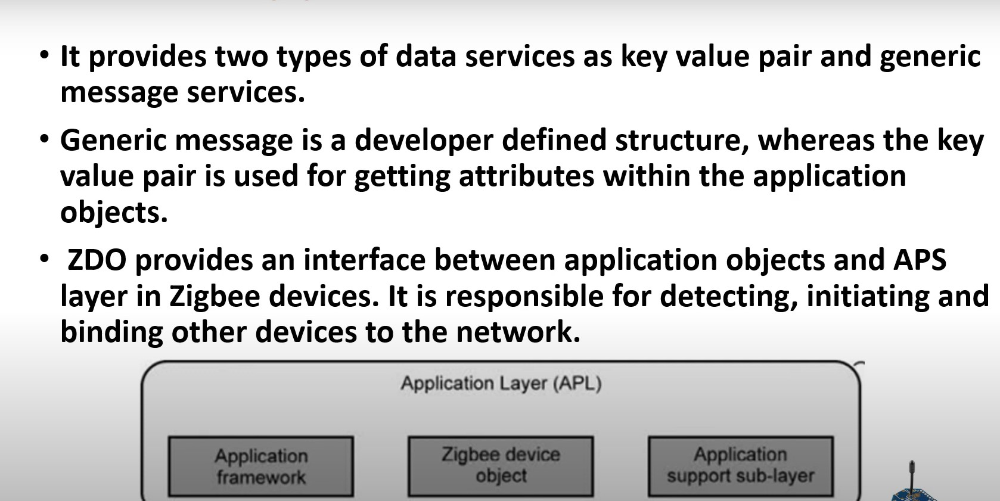 • It provides two types of data services as key value pair and generic
message services.
• Generic message is a developer defined structure, whereas the key
value pair is used for getting attributes within the application
objects.
• ZDO provides an interface between application objects and APS
layer in Zigbee devices. It is responsible for detecting, initiating and
binding other devices to the network.
Application Layer (APL)
Application
framework
Zigbee device
object
Application
support sub-layer